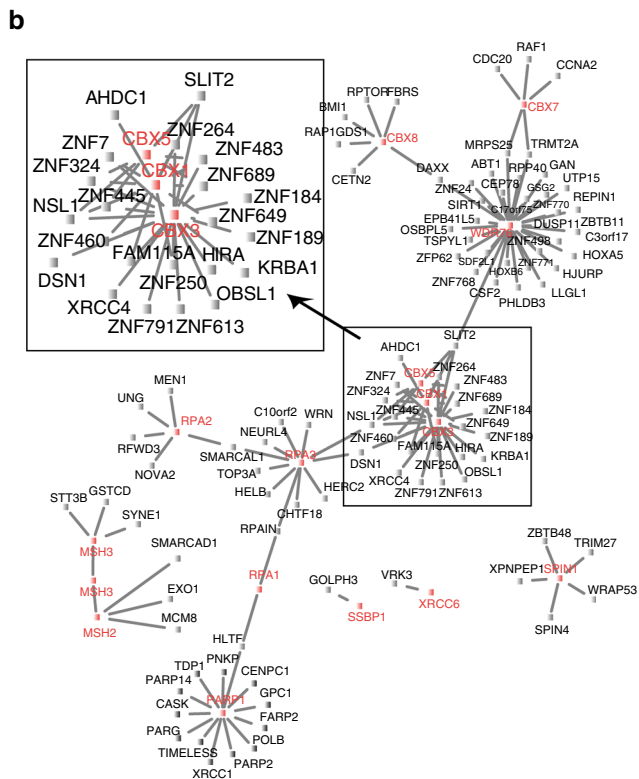 b
SLIT2
AHDC1
CBX5
ZNF264
ZNF7
ZNF483
ZNF324
CBX1
ZNF689
ZNF445
ZNF184
NSL1
ZNF649
CBX3
ZNF460
ZNF189
FAM115A
HIRA
DSN1
KRBA1
ZNF250
XRCC4
OBSL1
ZNF791
ZNF613
RAF1
CDC20
CCNA2
RPTOR
FBRS
BMI1
CBX7
RAP1GDS1
CBX8
MRPS25
TRMT2A
CETN2
DAXX
ABT1
RPP40
GAN
ZNF24
CEP78
UTP15
GSG2
SIRT1
REPIN1
C17orf75
ZNF770
EPB41L5
DUSP11
ZBTB11
OSBPL5
C3orf17
TSPYL1
ZNF498
HOXA5
ZFP62
SDF2L1
ZNF771
HJURP
HOXB6
ZNF768
LLGL1
CSF2
PHLDB3
SLIT2
AHDC1
ZNF264
ZNF7
CBX5
ZNF483
ZNF324
CBX1
ZNF689
ZNF445
ZNF184
NSL1
ZNF649
CBX3
ZNF460
ZNF189
FAM115A
HIRA
DSN1
KRBA1
ZNF250
XRCC4
OBSL1
ZNF791
ZNF613
MEN1
UNG
RPA2
RFWD3
NOVA2
C10orf2
WRN
NEURL4
SMARCAL1
TOP3A
HELB
HERC2
CHTF18
RPAIN
STT3B
GSTCD
SYNE1
MSH3
SMARCAD1
MSH3
EXO1
MSH2
MCM8
RPA1
GOLPH3
SSBP1
VRK3
XRCC6
ZBTB48
TRIM27
XPNPEP1
SPIN1
WRAP53
SPIN4
HLTF
PNKP
TDP1
CENPC1
PARP14
GPC1
CASK
PARP1
FARP2
PARG
POLB
TIMELESS
PARP2
XRCC1